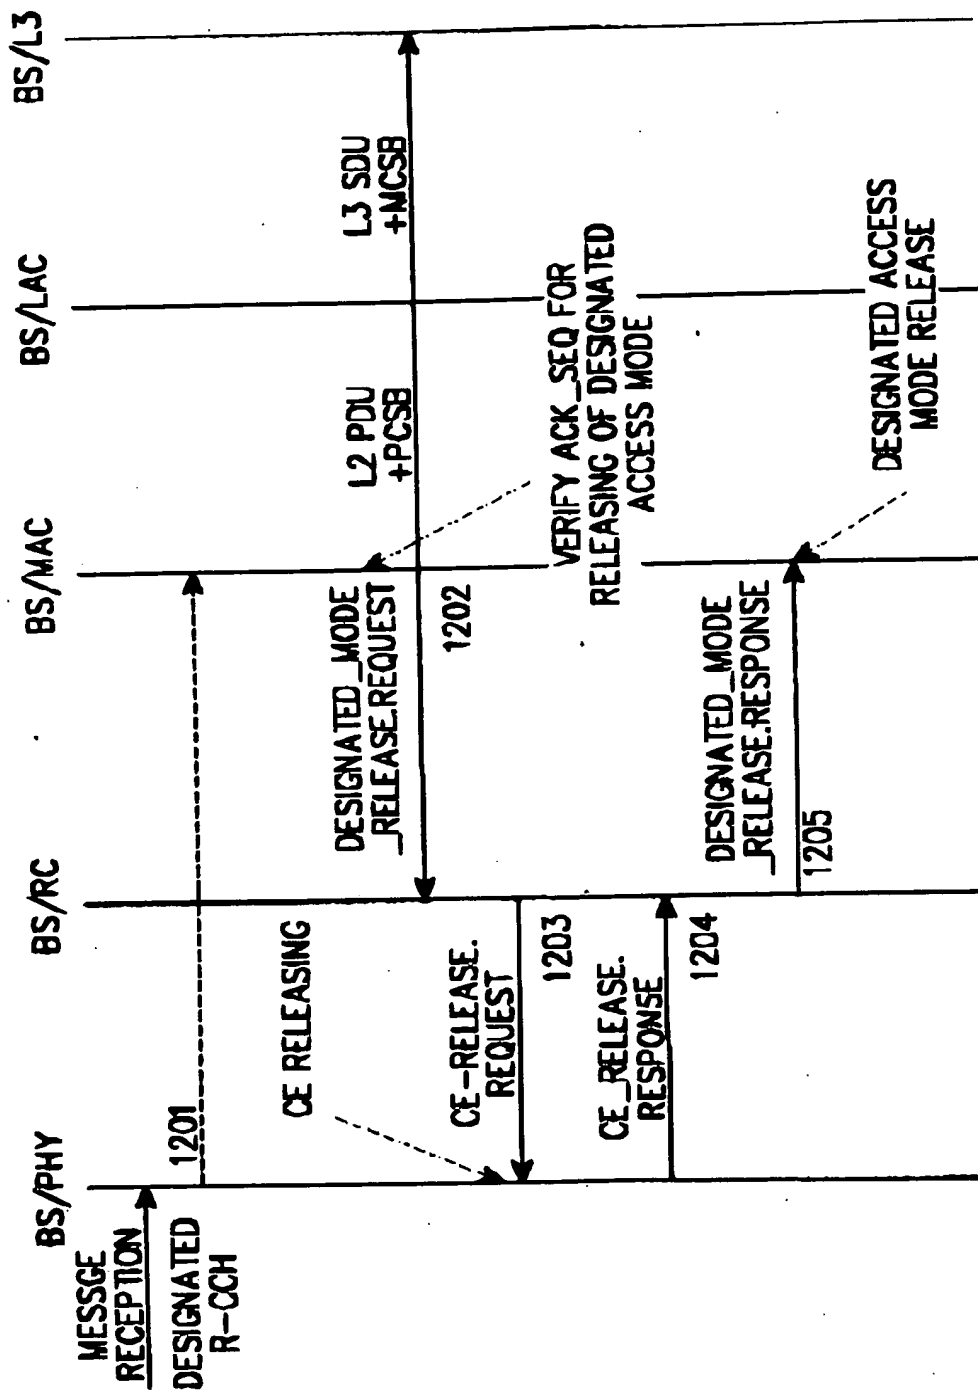 BS/PHY
BS/RC
BS/MAC
BS/LAC
BS/L3
MESSGE
RECEPTION
DESIGNATED
R-CCH
1201
CE RELEASING
DESIGNATED_MODE
_RELEASE.REQUEST
1202
L2 PDU
+PCSB
L3 SDU
+MCSB
CE-RELEASE.
REQUEST
1203
VERIFY ACK_SEQ FOR
RELEASING OF DESIGNATED
ACCESS MODE
CE_RELEASE.
RESPONSE
1204
DESIGNATED_MODE
_RELEASE.RESPONSE
1205
DESIGNATED ACCESS
MODE RELEASE